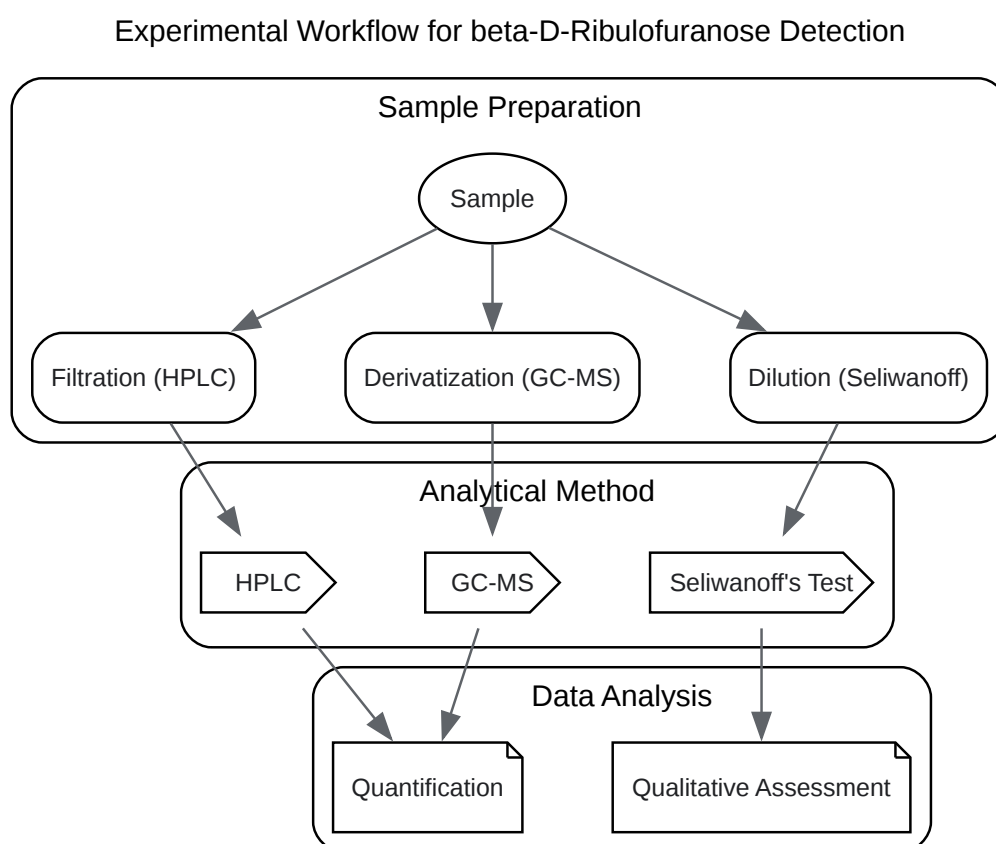 Experimental Workflow for beta-D-Ribulofuranose Detection
Sample Preparation
Sample
Filtration (HPLC)
Derivatization (GC-MS)
Dilution (Seliwanoff)
Analytical Method
HPLC
GC-MS
Seliwanoff's Test
Data Analysis
Quantification
Qualitative Assessment